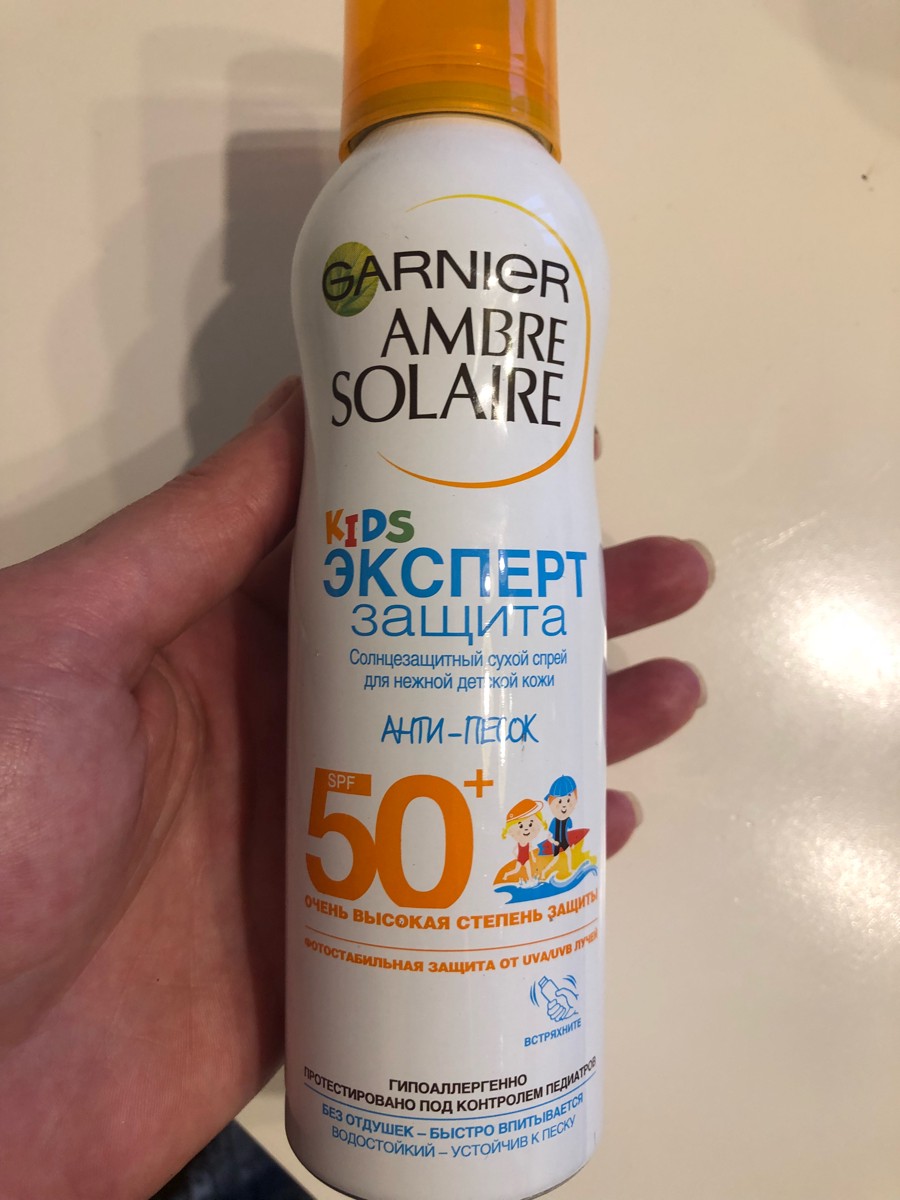 GARNIER
AMBRE
SOLAIRE
KIDS
ЭКСПЕРТ
защита
Солнцезащитный сухой спрей
для нежной детской кожи
АНТИ-ПЕСОК
SPF
50+
ОЧЕНЬ ВЫСОКАЯ СТЕПЕНЬ ЗАЩИТЫ
ФОТОСТАБИЛЬНАЯ ЗАЩИТА ОТ UVA/UVB ЛУЧЕЙ
ВСТРЯХНИТЕ
ГИПОАЛЛЕРГЕННО
ПРОТЕСТИРОВАНО ПОД КОНТРОЛЕМ ПЕДИАТРОВ
БЕЗ ОТДУШЕК – БЫСТРО ВПИТЫВАЕТСЯ
ВОДОСТОЙКИЙ – УСТОЙЧИВ К ПЕСКУ